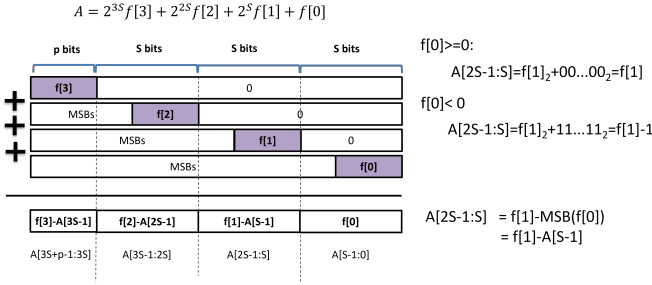 A = 2^{3S}f[3] + 2^{2S}f[2] + 2^{S}f[1] + f[0]
p bits S bits S bits S bits
f[3] 0
MSBs f[2] 0
MSBs f[1] 0
MSBs f[0]
+
+
+
f[3]-A[3S-1] f[2]-A[2S-1] f[1]-A[S-1] f[0]
A[3S+p-1:3S] A[3S-1:2S] A[2S-1:S] A[S-1:0]
f[0]>=0:
A[2S-1:S]=f[1]₂+00...00₂=f[1]
f[0]< 0
A[2S-1:S]=f[1]₂+11...11₂=f[1]-1
A[2S-1:S] = f[1]-MSB(f[0])
= f[1]-A[S-1]